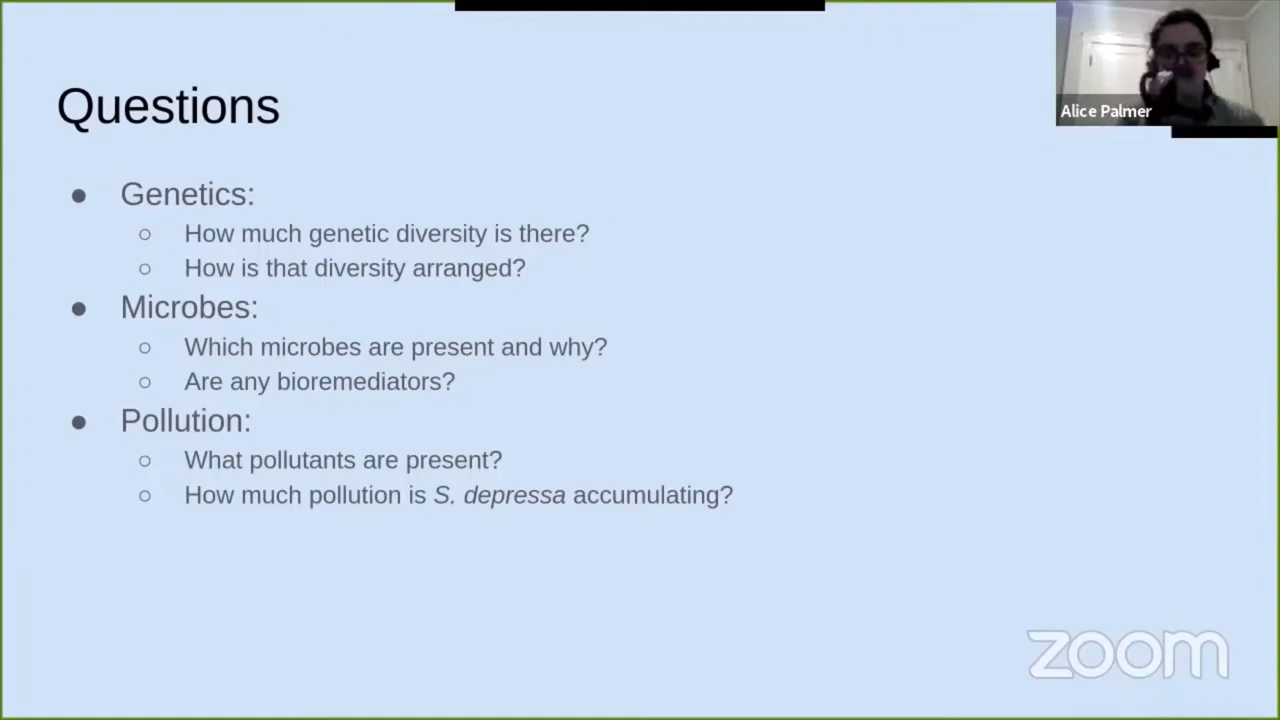 Questions
Alice Palmer
● Genetics:
○ How much genetic diversity is there?
○ How is that diversity arranged?
● Microbes:
○ Which microbes are present and why?
○ Are any bioremediators?
● Pollution:
○ What pollutants are present?
○ How much pollution is S. depressa accumulating?
zoom